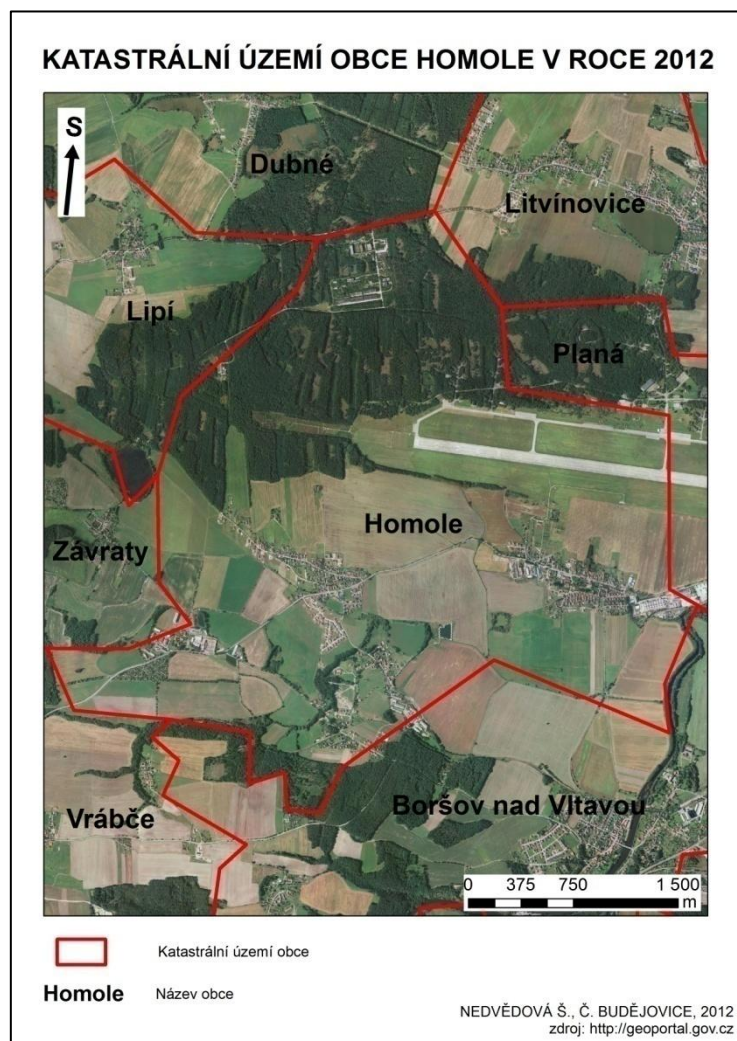 KATASTRÁLNÍ ÚZEMÍ OBCE HOMOLE V ROCE 2012
S
Dubné
Litvínovice
Lipí
Planá
Homole
Závraty
Vrábče
Boršov nad Vltavou
0 375 750 1 500
m
Katastrální území obce
Homole Název obce
NEDVĚDOVÁ Š., Č. BUDĚJOVICE, 2012
zdroj: http://geoportal.gov.cz